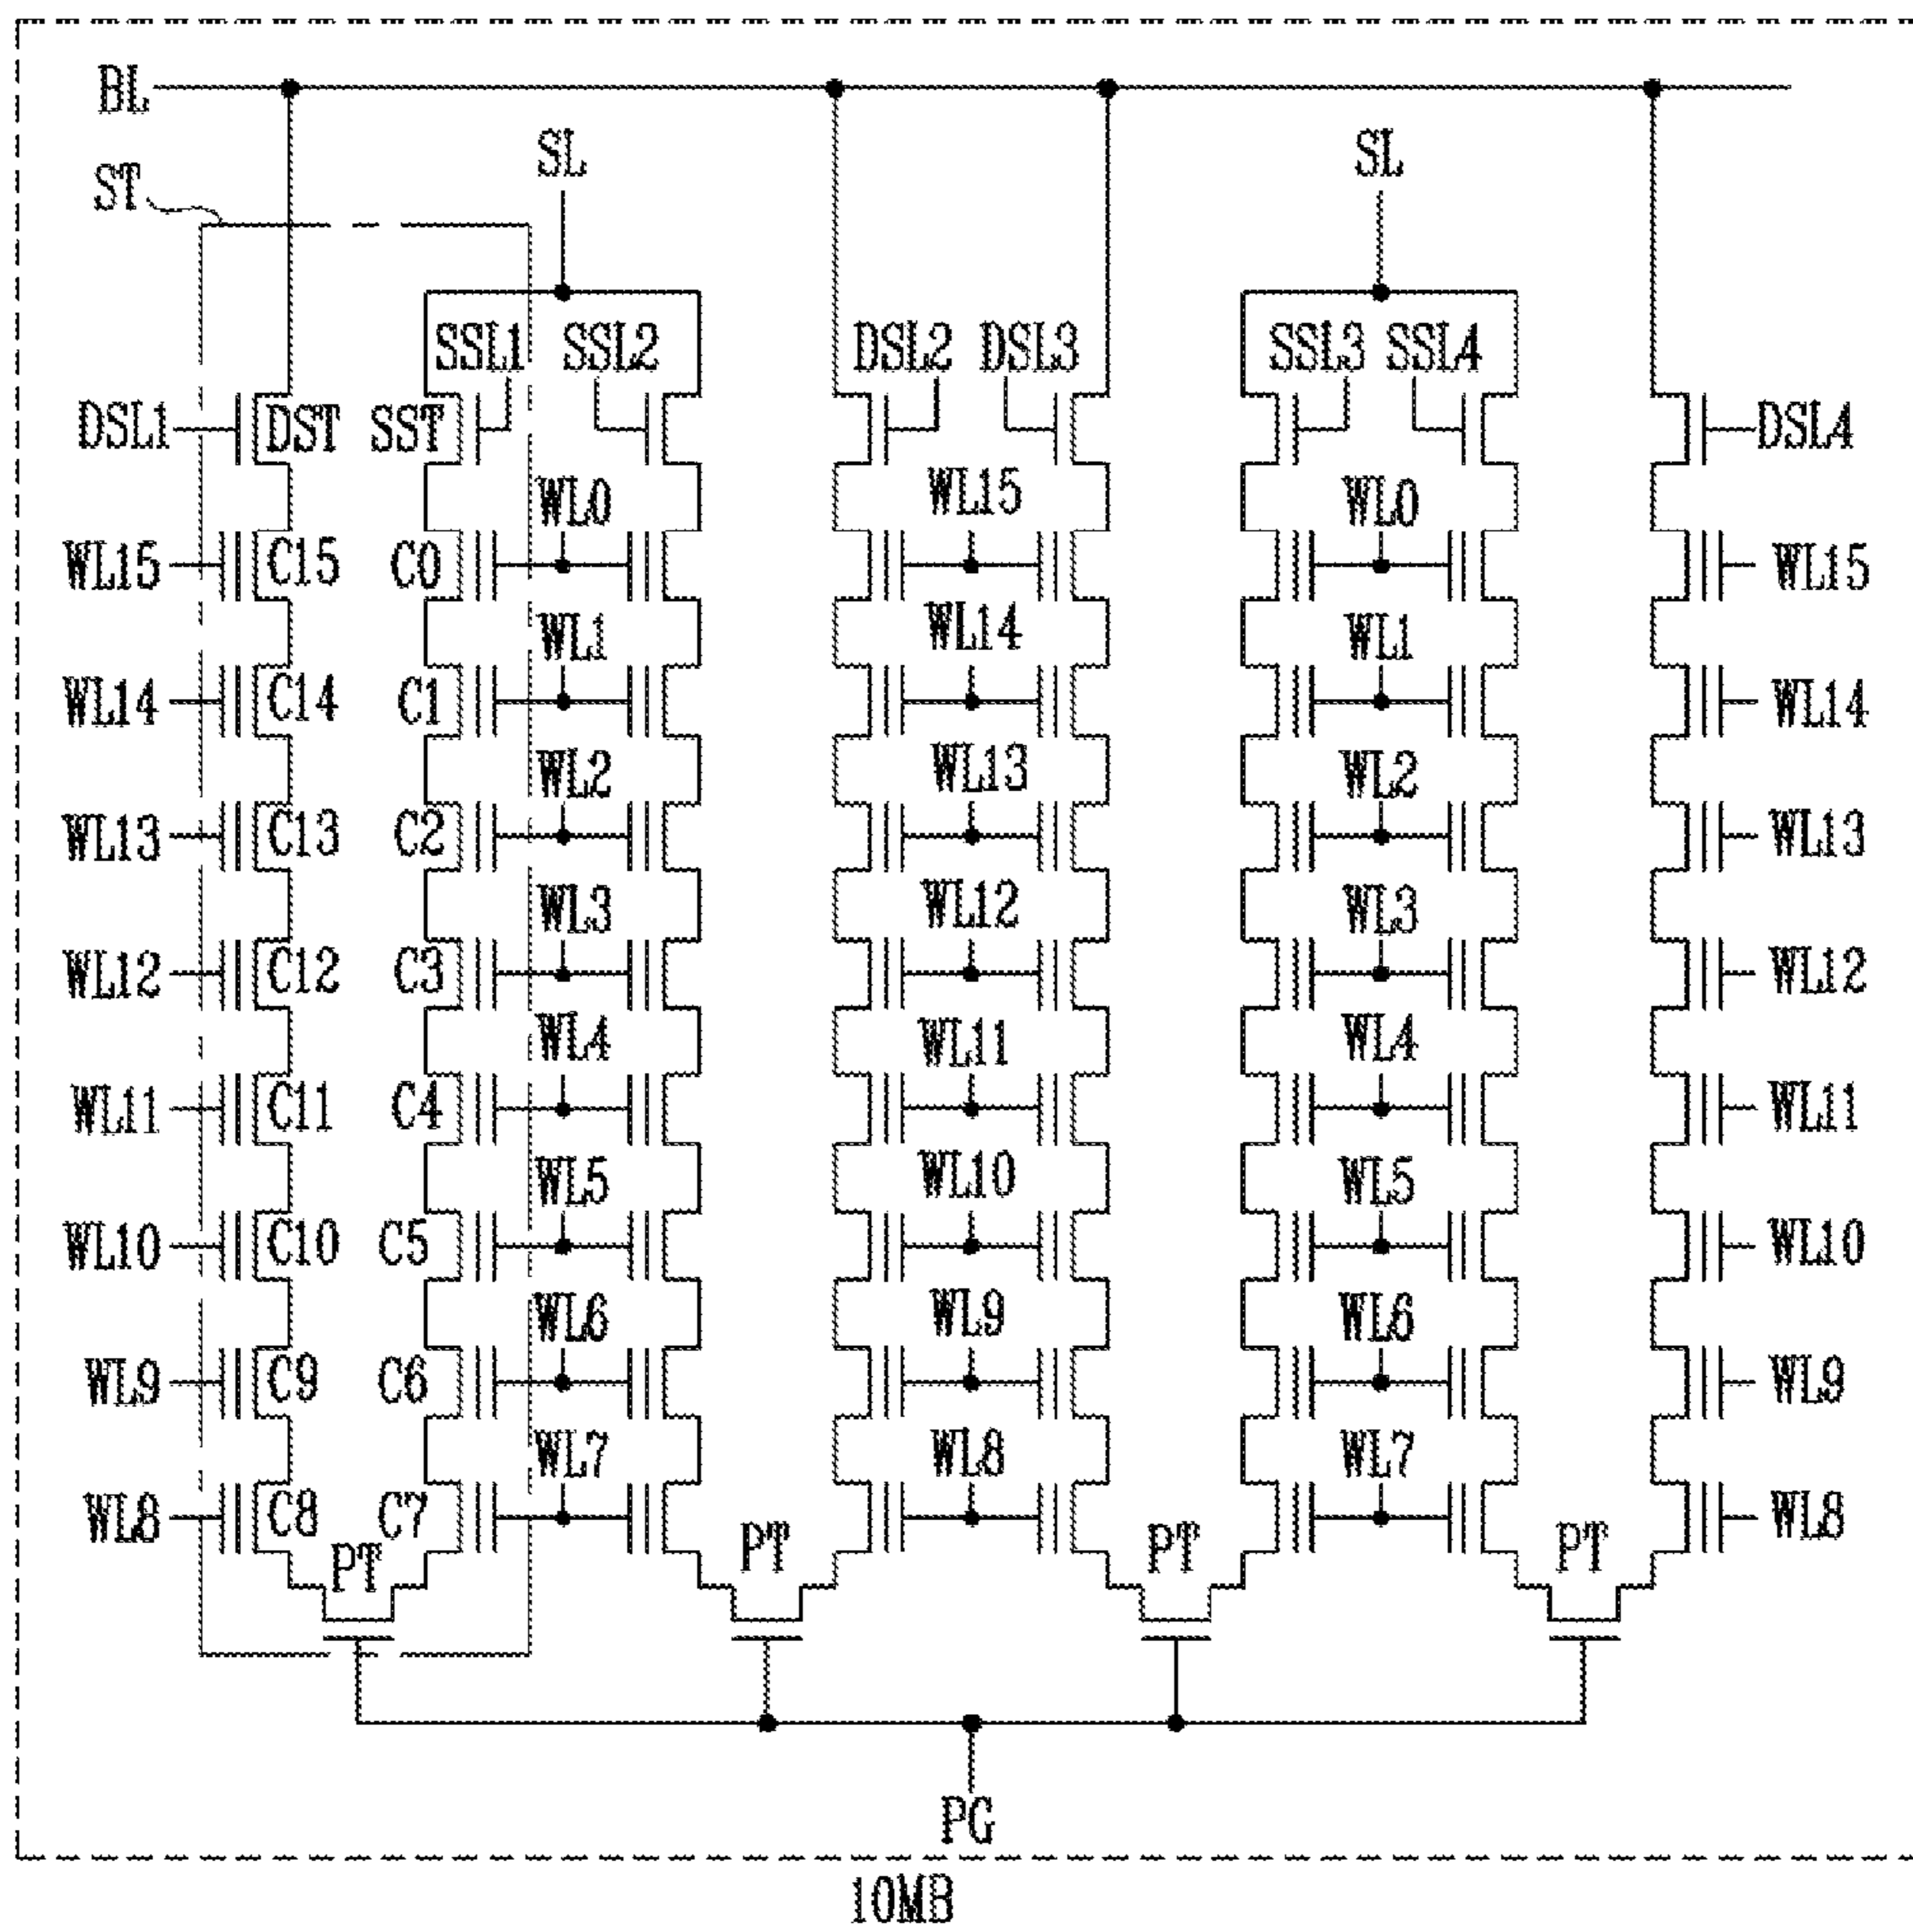 BL
SL SL
ST
SSL1 SSL2 DSL2 DSL3 SSL3 SSL4
DSL1 DST SST DSL4
WL0 WL15 WL0
WL15 C15 C0 WL15
WL1 WL14 WL1
WL14 C14 C1 WL14
WL2 WL13 WL2
WL13 C13 C2 WL13
WL3 WL12 WL3
WL12 C12 C3 WL12
WL4 WL11 WL4
WL11 C11 C4 WL11
WL5 WL10 WL5
WL10 C10 C5 WL10
WL6 WL9 WL6
WL9 C9 C6 WL9
WL7 WL8 WL7
WL8 C8 C7 WL8
PT PT PT PT
PG
10MB